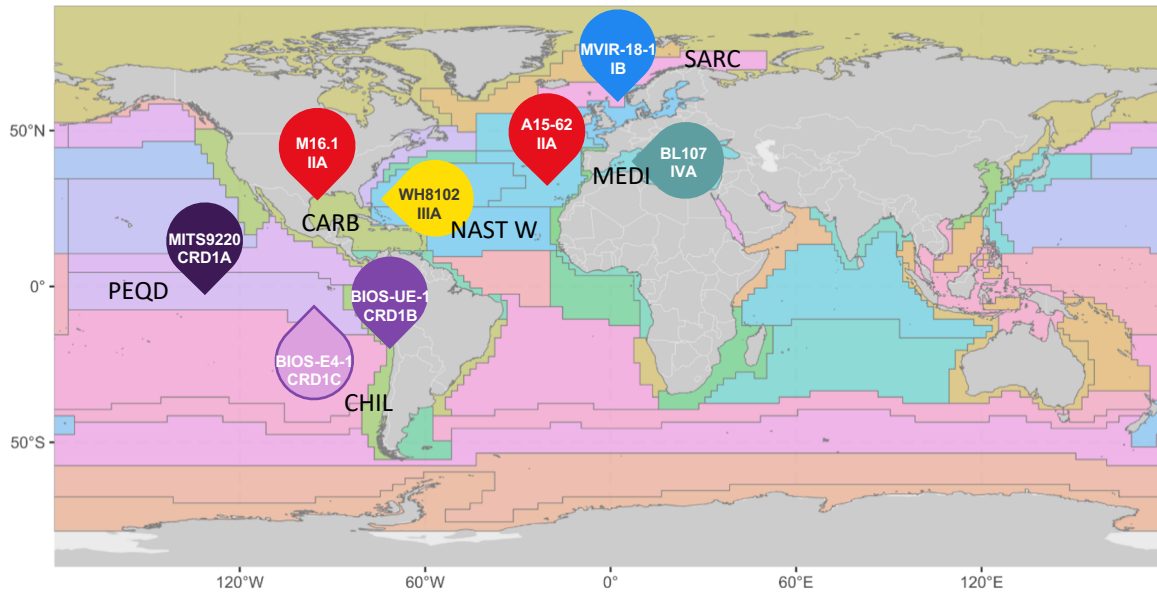 MVIR-18-1
IB
SARC
50°N
M16.1
IIA
A15-62
IIA
BL107
IVA
MEDI
WH8102
IIIA
CARB
NAST W
MITS9220
CRD1A
PEQD
0°
BIOS-UE-1
CRD1B
BIOS-E4-1
CRD1C
CHIL
50°S
120°W
60°W
0°
60°E
120°E